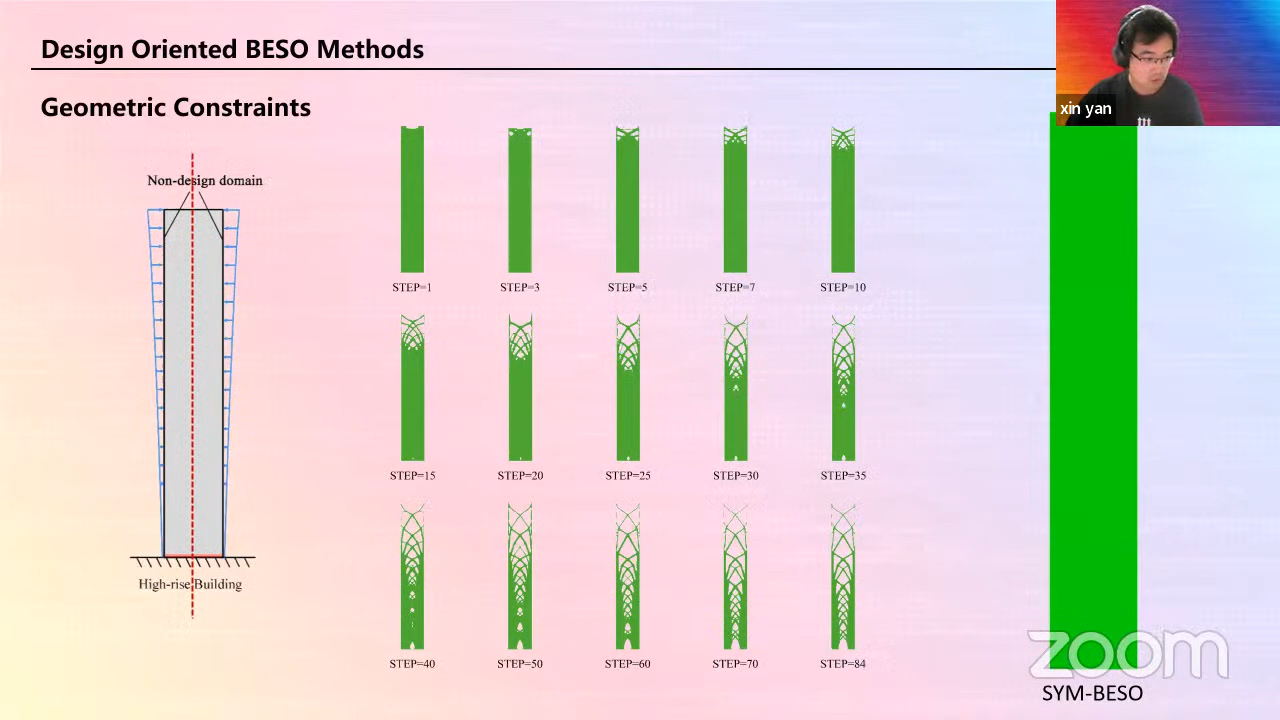 Design Oriented BESO Methods
xin yan
Geometric Constraints
Non-design domain
High-rise Building
STEP=1
STEP=3
STEP=5
STEP=7
STEP=10
STEP=15
STEP=20
STEP=25
STEP=30
STEP=35
STEP=40
STEP=50
STEP=60
STEP=70
STEP=84
zoom
SYM-BESO